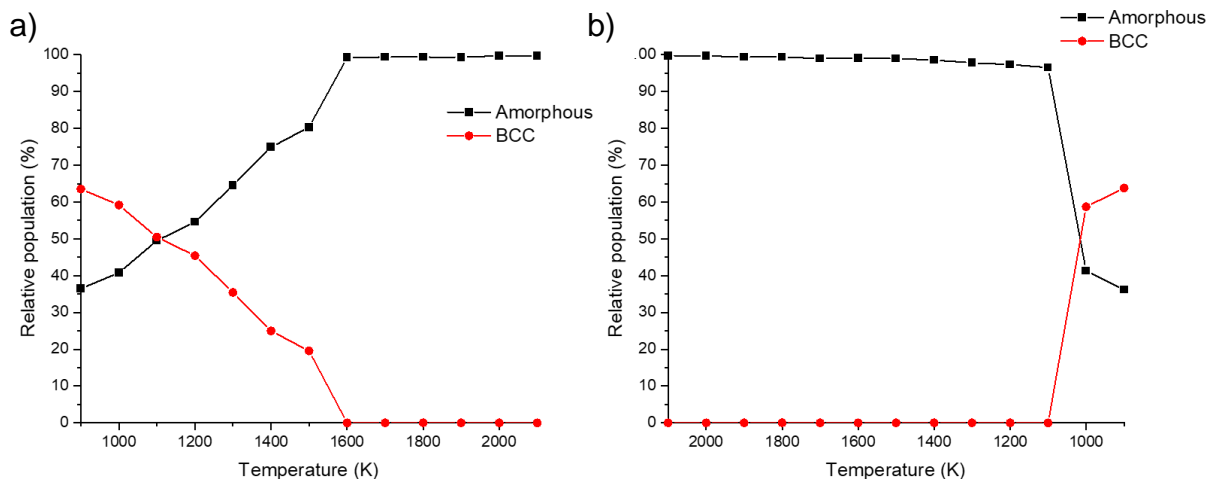 a)
Amorphous
BCC
100
90
80
70
60
50
40
30
20
10
0
Relative population (%)
1000 1200 1400 1600 1800 2000
Temperature (K)
b)
Amorphous
BCC
00
90
80
70
60
50
40
30
20
10
0
Relative population (%)
2000 1800 1600 1400 1200 1000
Temperature (K)